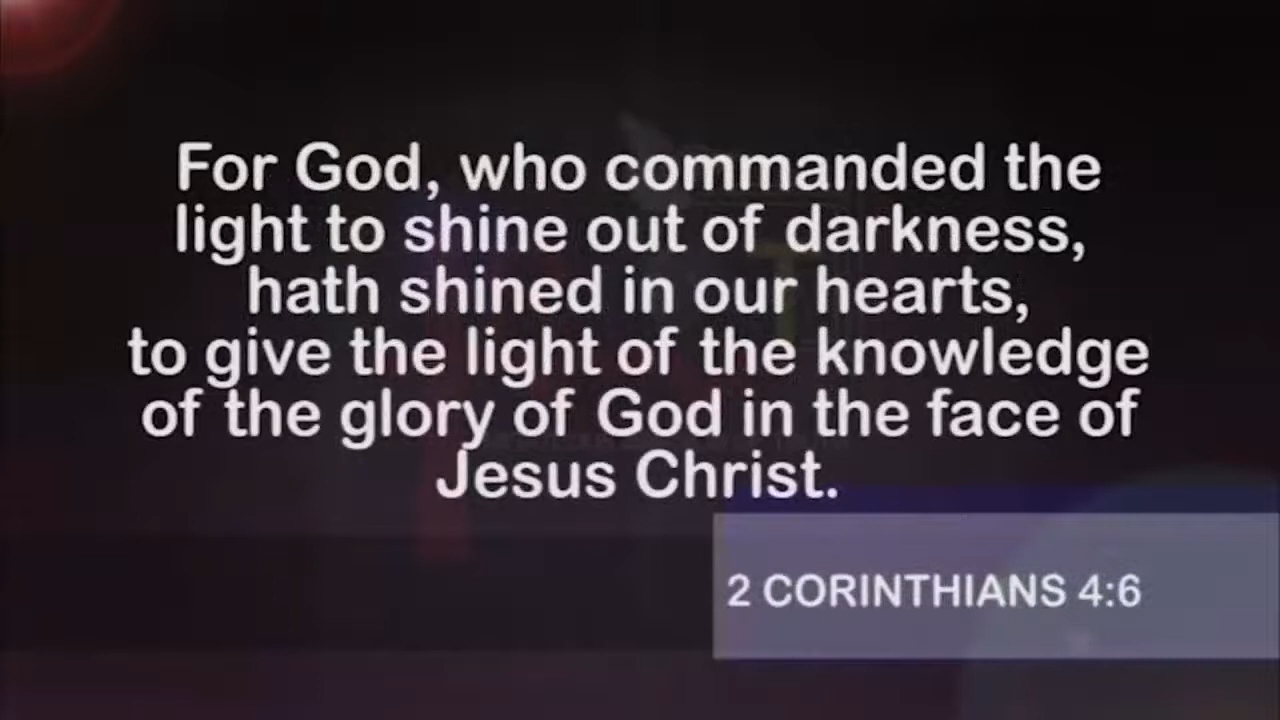 For God, who commanded the
light to shine out of darkness,
hath shined in our hearts,
to give the light of the knowledge
of the glory of God in the face of
Jesus Christ.
2 CORINTHIANS 4:6